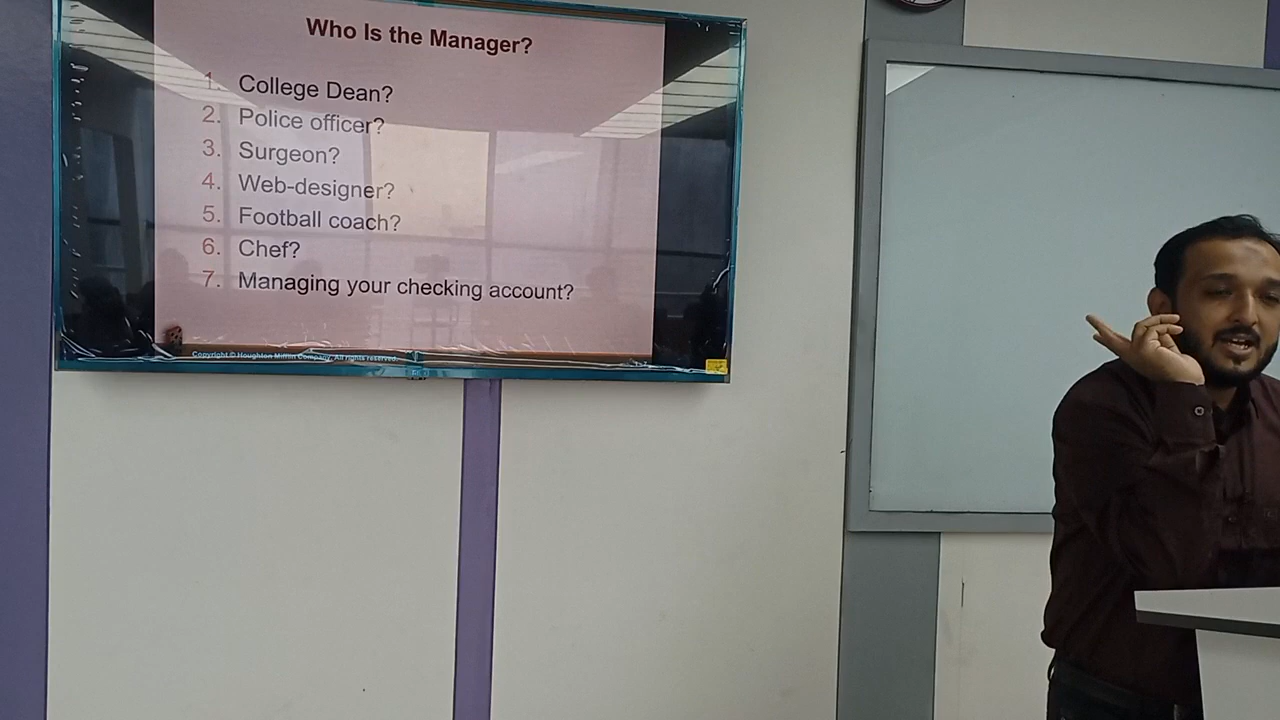 Who Is the Manager?
1. College Dean?
2. Police officer?
3. Surgeon?
4. Web-designer?
5. Football coach?
6. Chef?
7. Managing your checking account?
Copyright © Houghton Mifflin Company. All rights reserved.